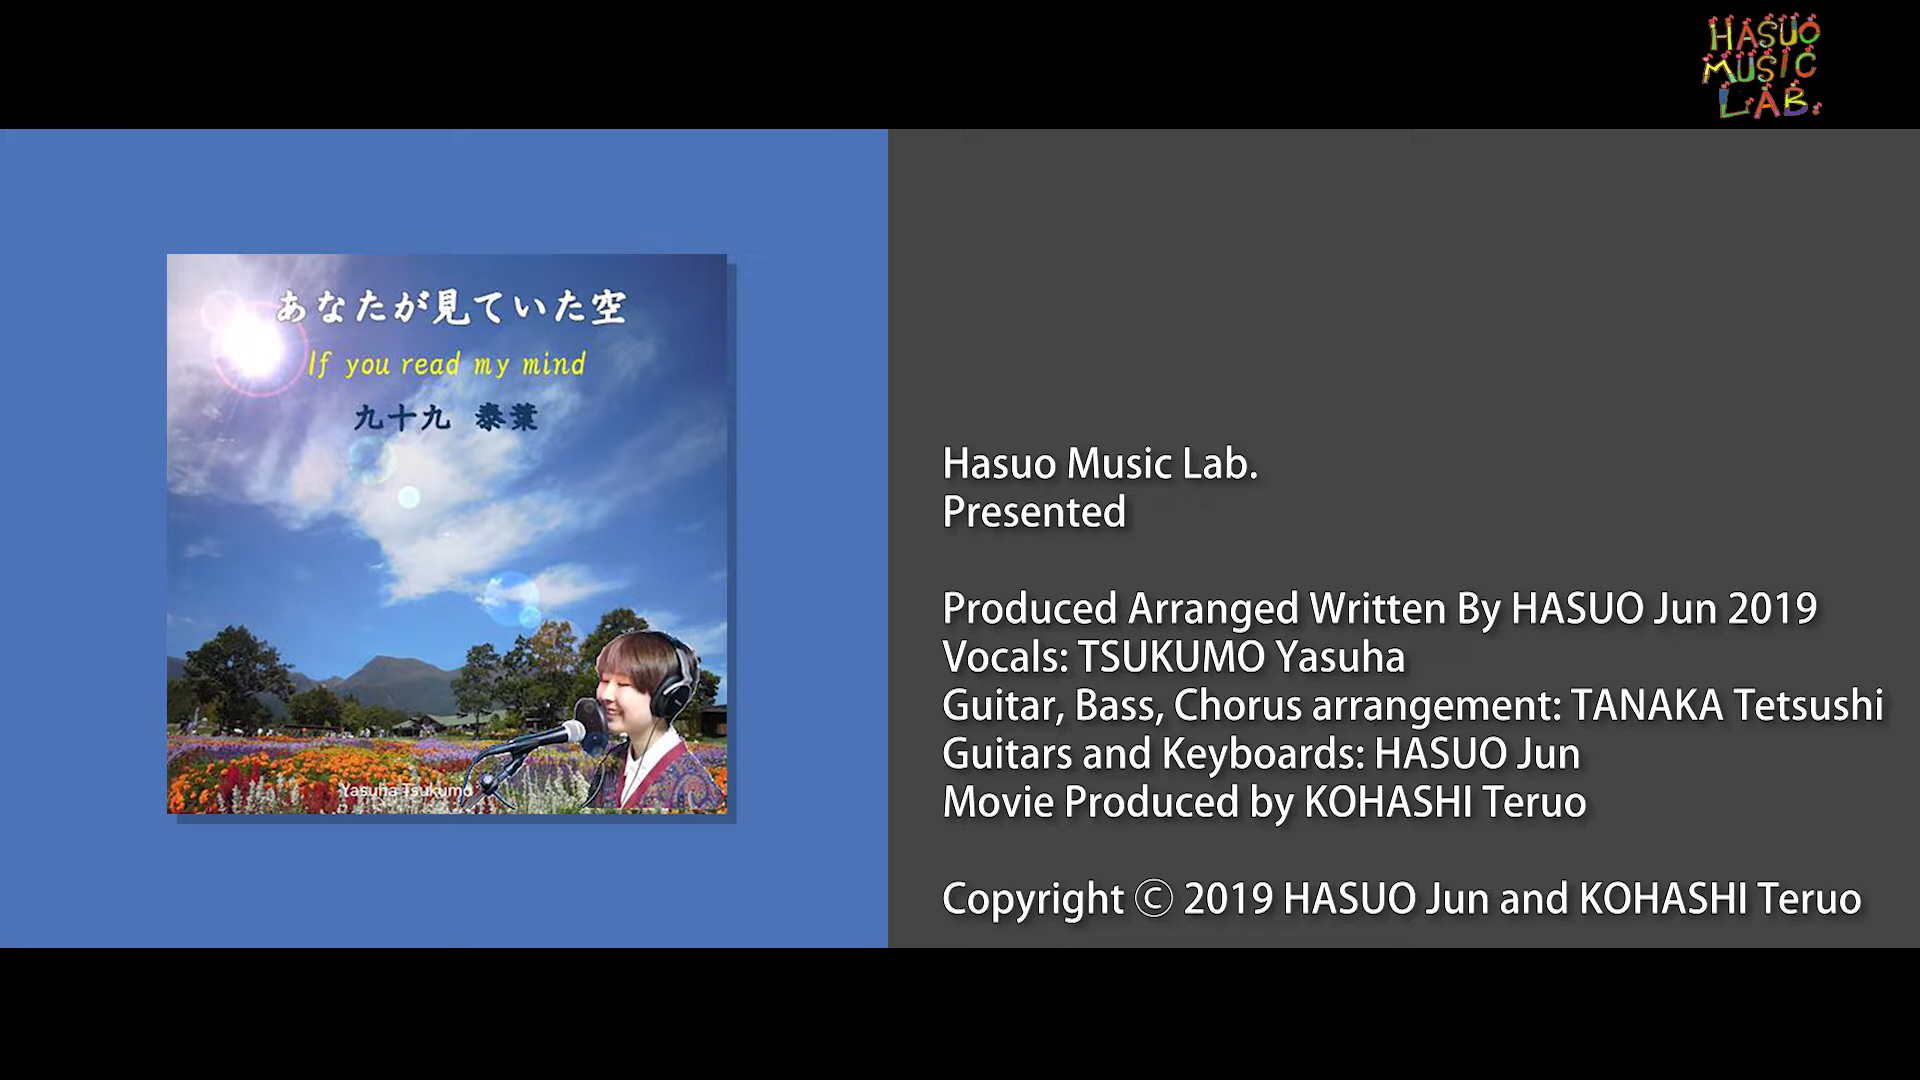 HASUO
MUSIC
LAB.
あなたが見ていた空
If you read my mind
九十九 泰葉
Yasuha Tsukumo
Hasuo Music Lab.
Presented
Produced Arranged Written By HASUO Jun 2019
Vocals: TSUKUMO Yasuha
Guitar, Bass, Chorus arrangement: TANAKA Tetsushi
Guitars and Keyboards: HASUO Jun
Movie Produced by KOHASHI Teruo
Copyright © 2019 HASUO Jun and KOHASHI Teruo